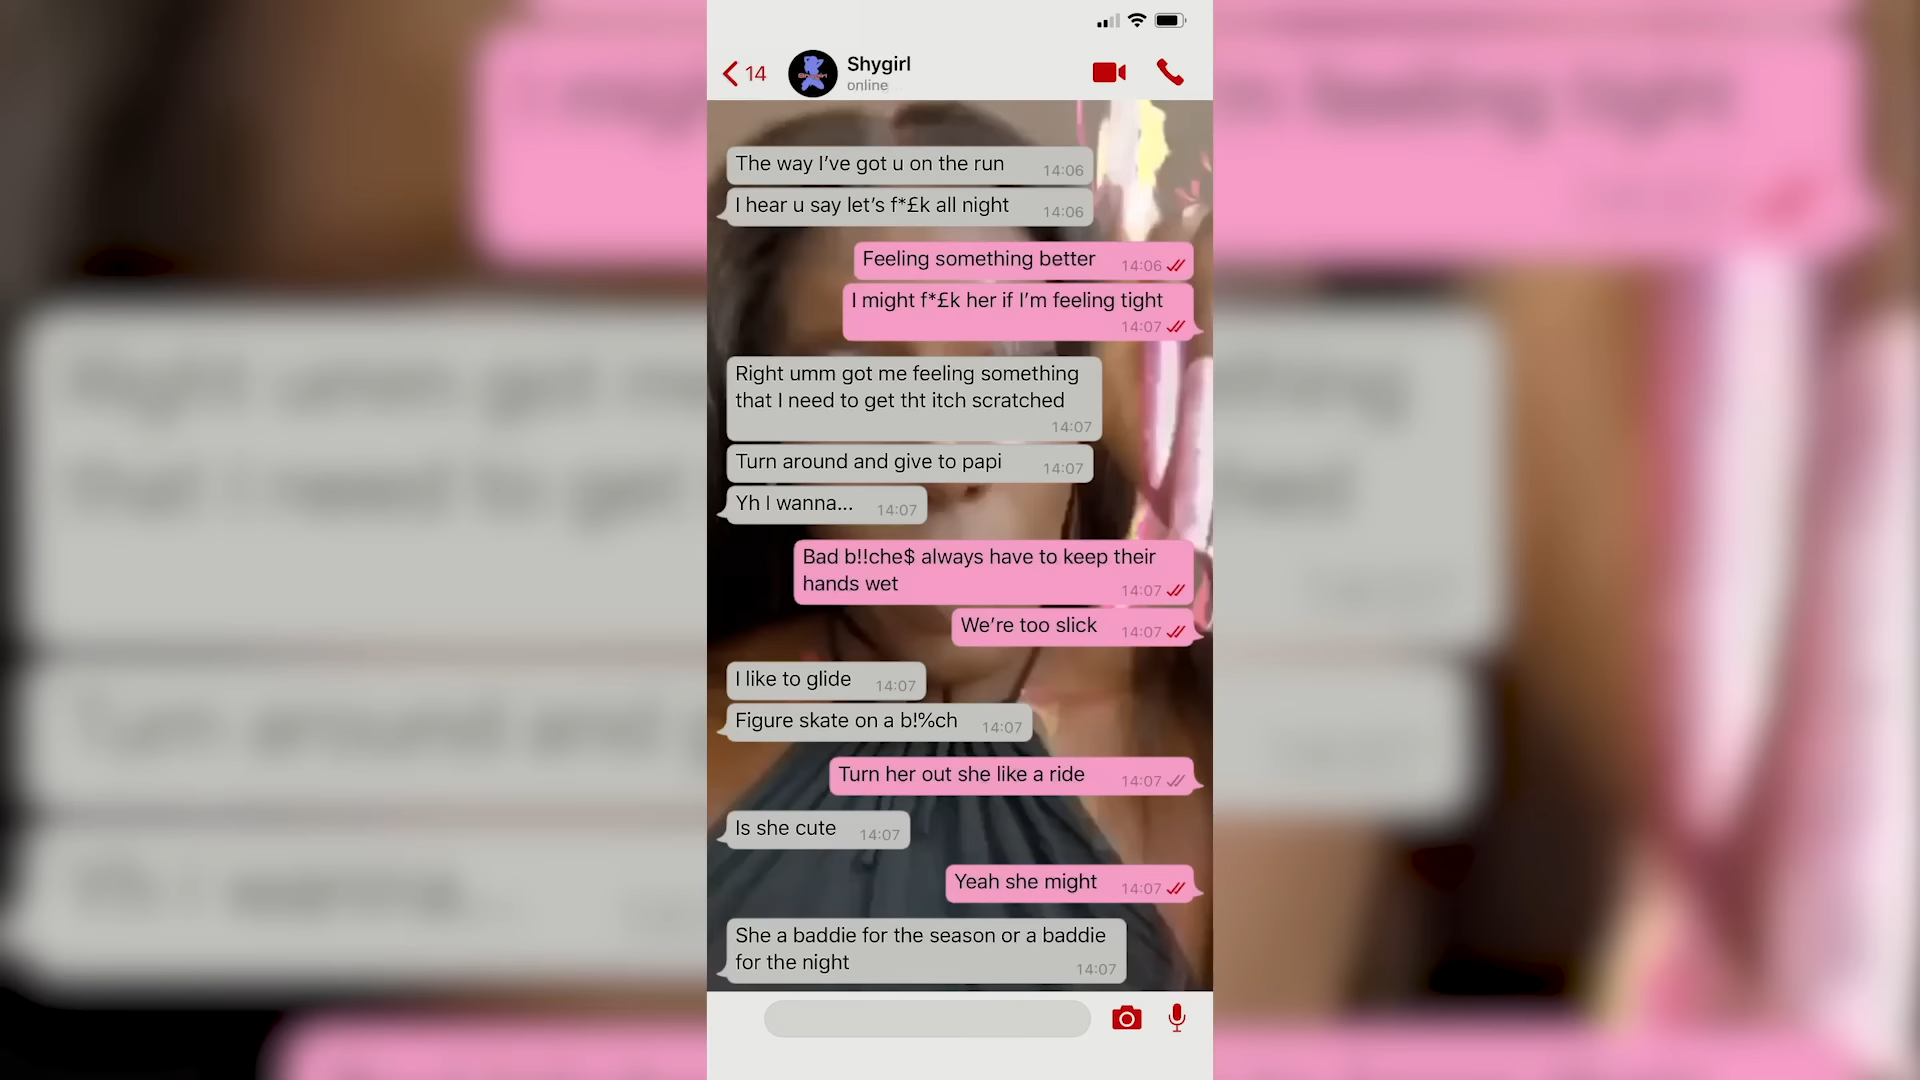 14
Shygirl
online
The way I've got u on the run 14:06
I hear u say let's f*£k all night 14:06
Feeling something better 14:06
I might f*£k her if I'm feeling tight
14:07
Right umm got me feeling something
that I need to get tht itch scratched
14:07
Turn around and give to papi 14:07
Yh I wanna... 14:07
Bad b!!che$ always have to keep their
hands wet 14:07
We're too slick 14:07
I like to glide 14:07
Figure skate on a b!%ch 14:07
Turn her out she like a ride 14:07
Is she cute 14:07
Yeah she might 14:07
She a baddie for the season or a baddie
for the night 14:07